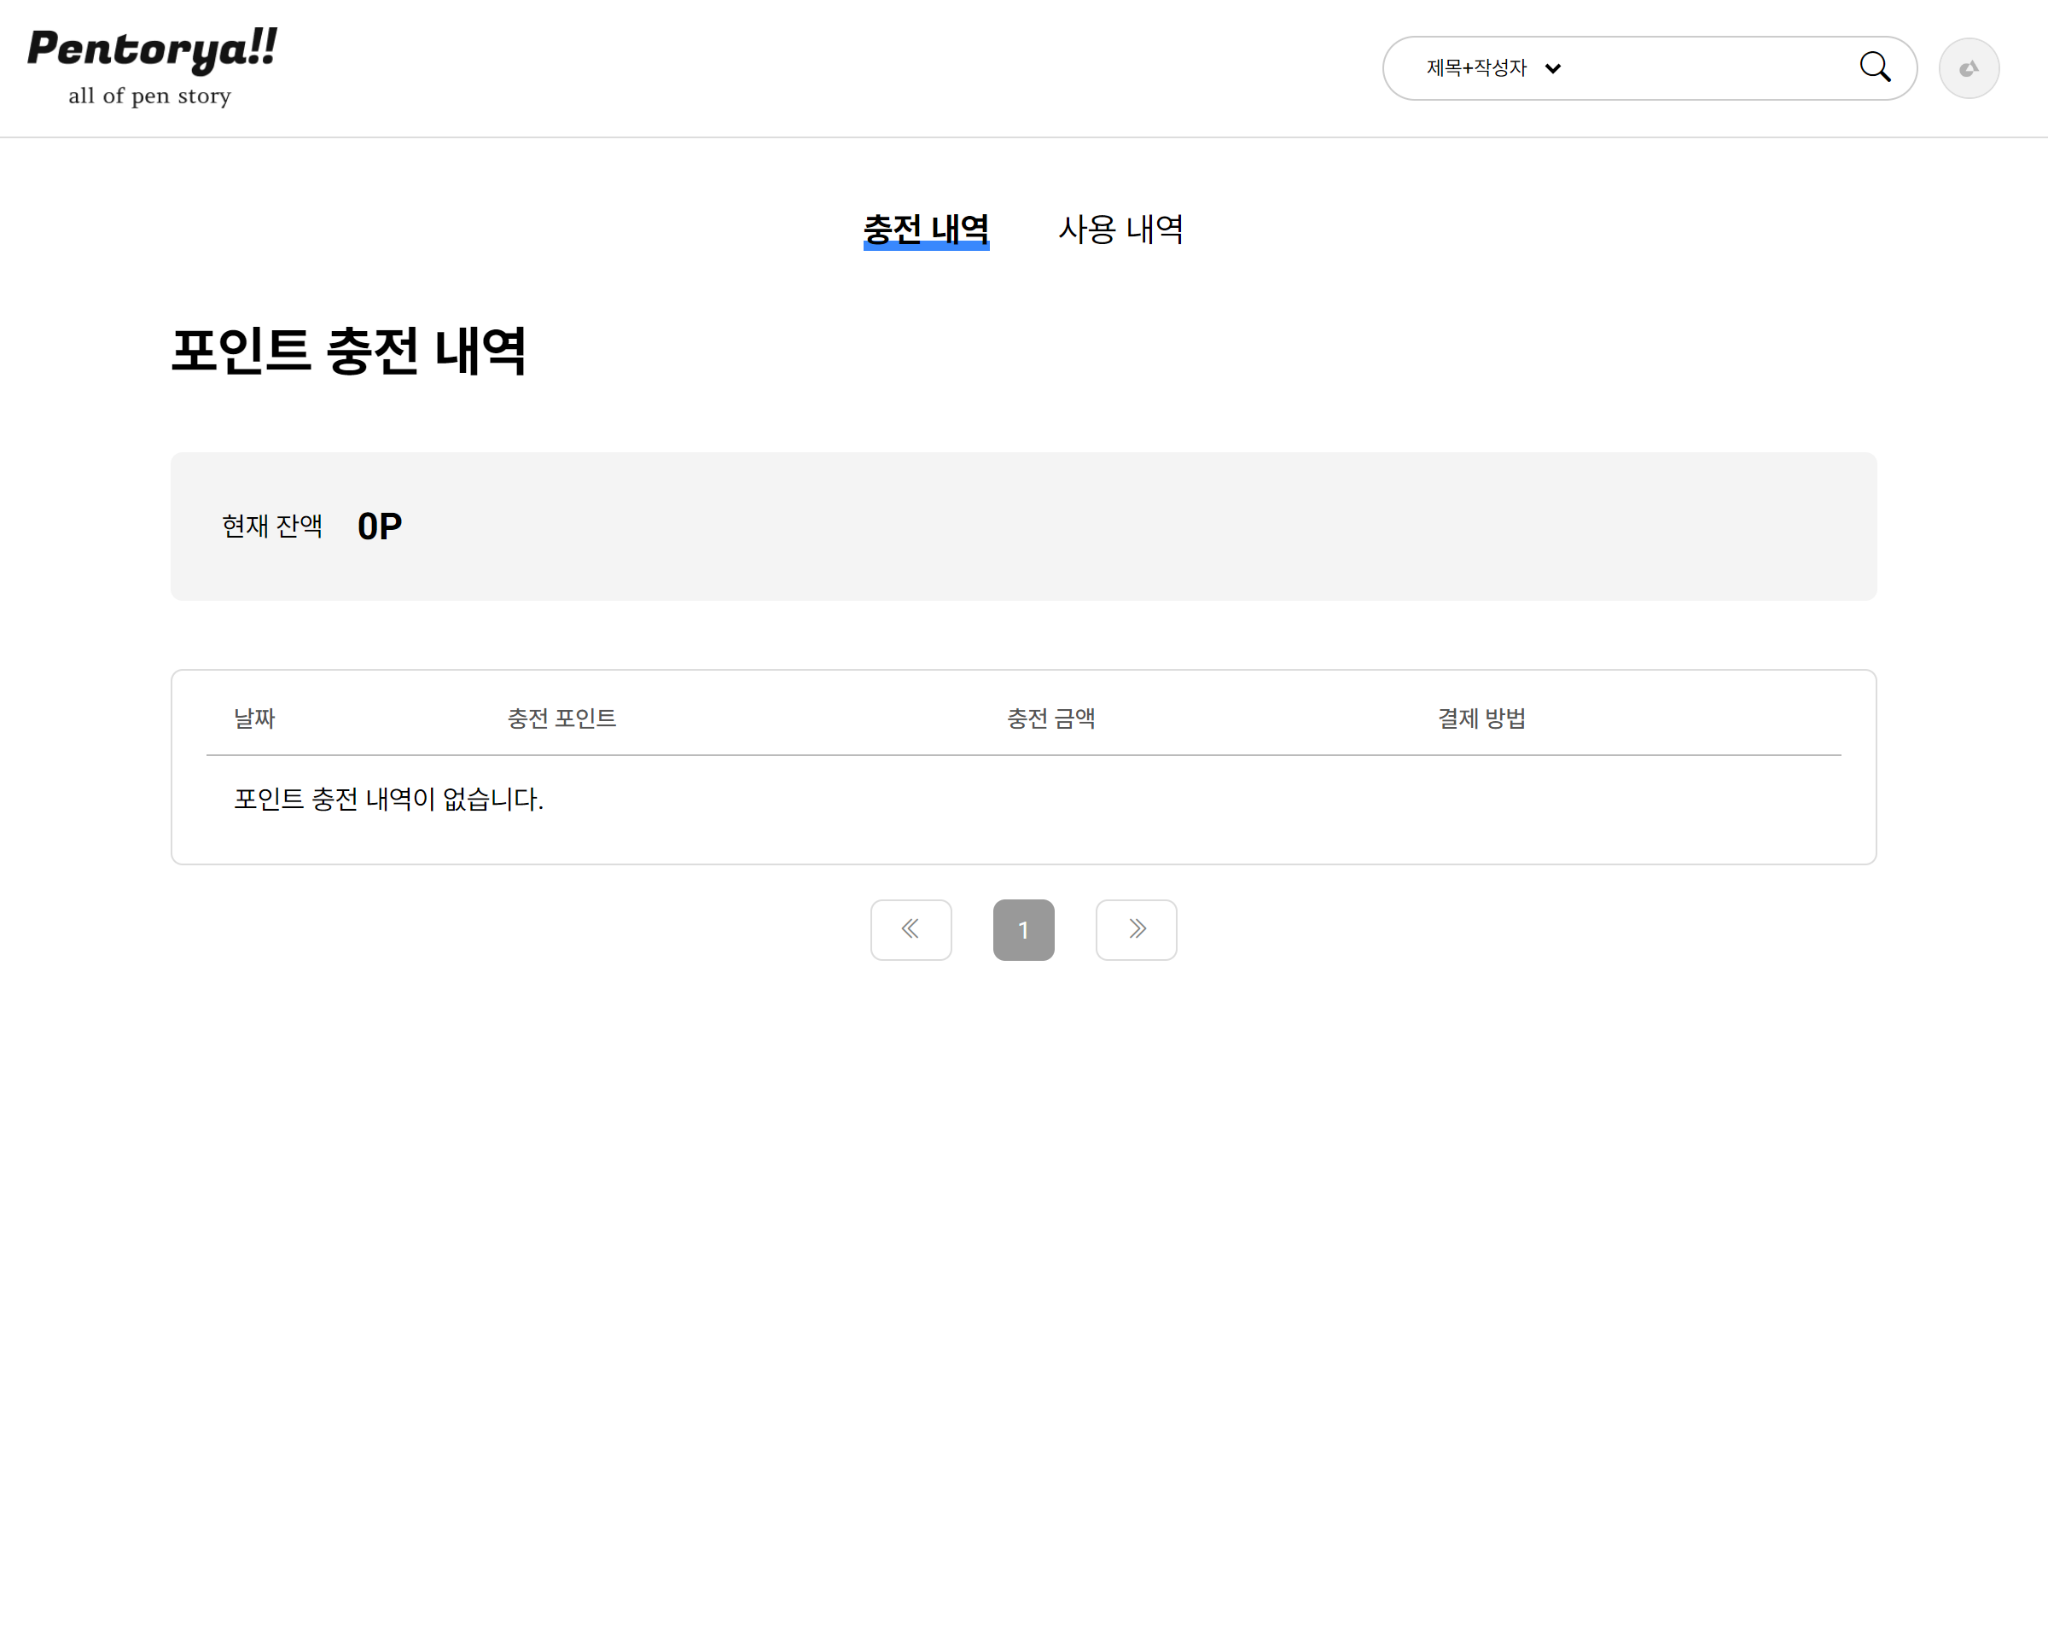 Pentorya!!
all of pen story
제목+작성자
충전 내역 사용 내역
포인트 충전 내역
현재 잔액 0P
날짜 충전 포인트 충전 금액 결제 방법
포인트 충전 내역이 없습니다.
1